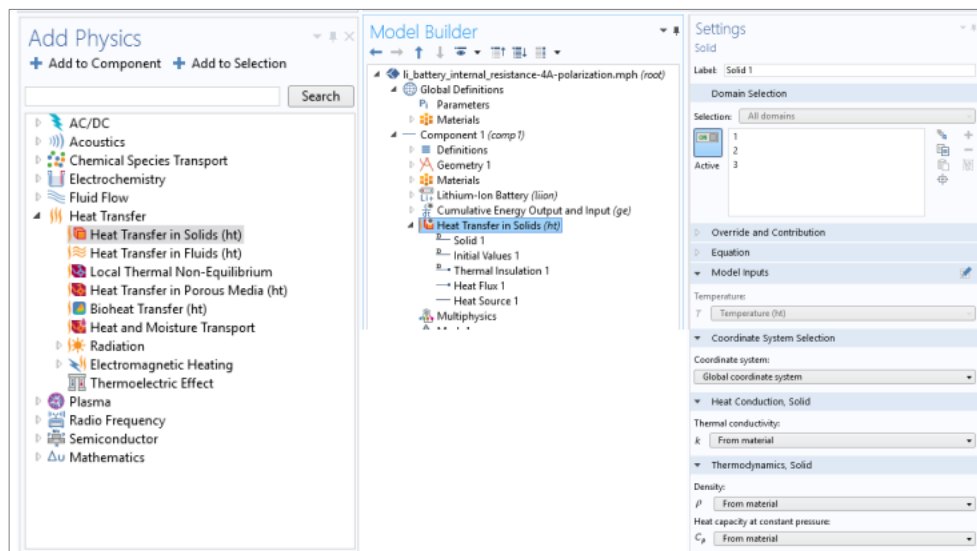 Add Physics
Add to Component Add to Selection
Search
AC/DC
Acoustics
Chemical Species Transport
Electrochemistry
Fluid Flow
Heat Transfer
Heat Transfer in Solids (ht)
Heat Transfer in Fluids (ht)
Local Thermal Non-Equilibrium
Heat Transfer in Porous Media (ht)
Bioheat Transfer (ht)
Heat and Moisture Transport
Radiation
Electromagnetic Heating
Thermoelectric Effect
Plasma
Radio Frequency
Semiconductor
Δu Mathematics
Model Builder
li_battery_internal_resistance-4A-polarization.mph (root)
Global Definitions
Pi Parameters
Materials
Component 1 (comp1)
Definitions
Geometry 1
Materials
Lithium-Ion Battery (liion)
Cumulative Energy Output and Input (ge)
Heat Transfer in Solids (ht)
Solid 1
Initial Values 1
Thermal Insulation 1
Heat Flux 1
Heat Source 1
Multiphysics
Settings
Solid
Label: Solid 1
Domain Selection
Selection: All domains
1
2
Active 3
Override and Contribution
Equation
Model Inputs
Temperature:
T Temperature (ht)
Coordinate System Selection
Coordinate system:
Global coordinate system
Heat Conduction, Solid
Thermal conductivity:
k From material
Thermodynamics, Solid
Density:
ρ From material
Heat capacity at constant pressure:
Cp From material